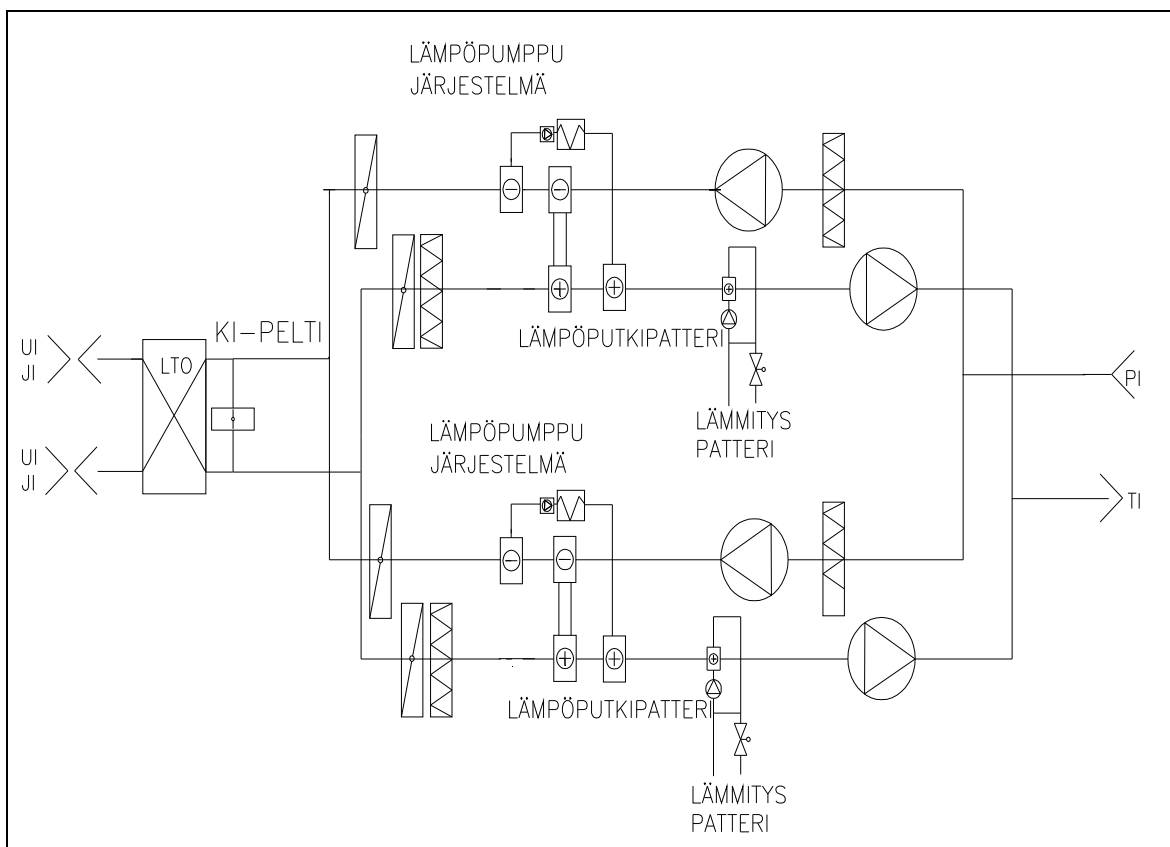 LÄMPÖPUMPPU
JÄRJESTELMÄ
KI-PELTI
LÄMPÖPUTKIPATTERI
UI
JI
LTO
PI
LÄMMITYS
PATTERI
LÄMPÖPUMPPU
JÄRJESTELMÄ
UI
JI
TI
LÄMPÖPUTKIPATTERI
LÄMMITYS
PATTERI